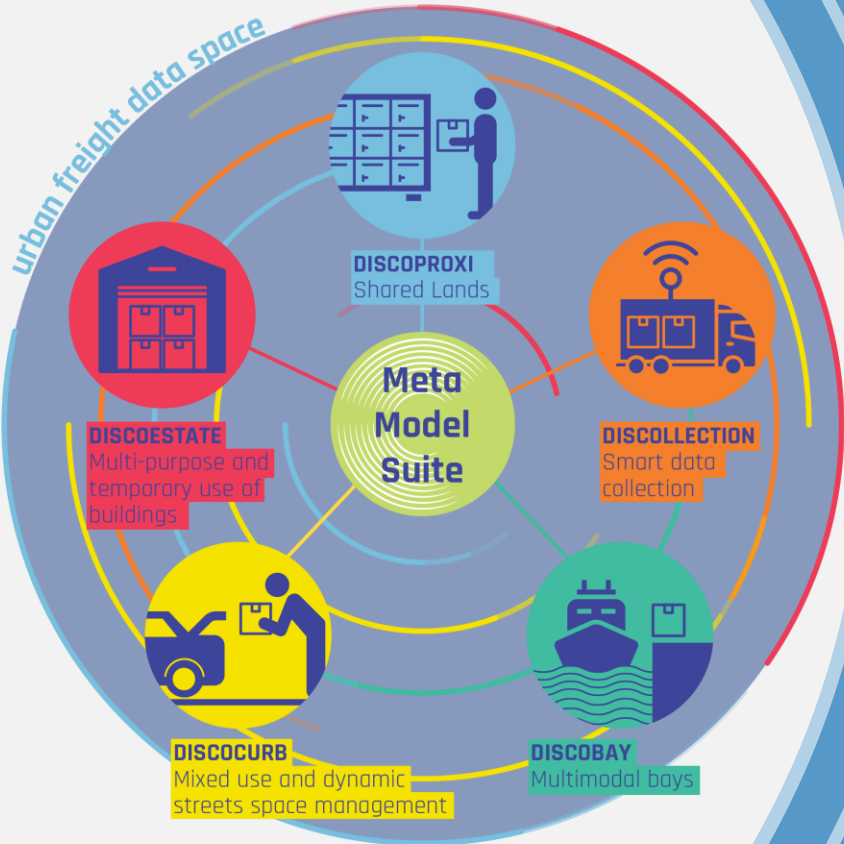 urban freight data space
DISCOPROXI
Shared Lands
Meta
Model
Suite
DISCOESTATE
Multi-purpose and
temporary use of
buildings
DISCOLLECTION
Smart data
collection
DISCOCURB
Mixed use and dynamic
streets space management
DISCOBAY
Multimodal bays